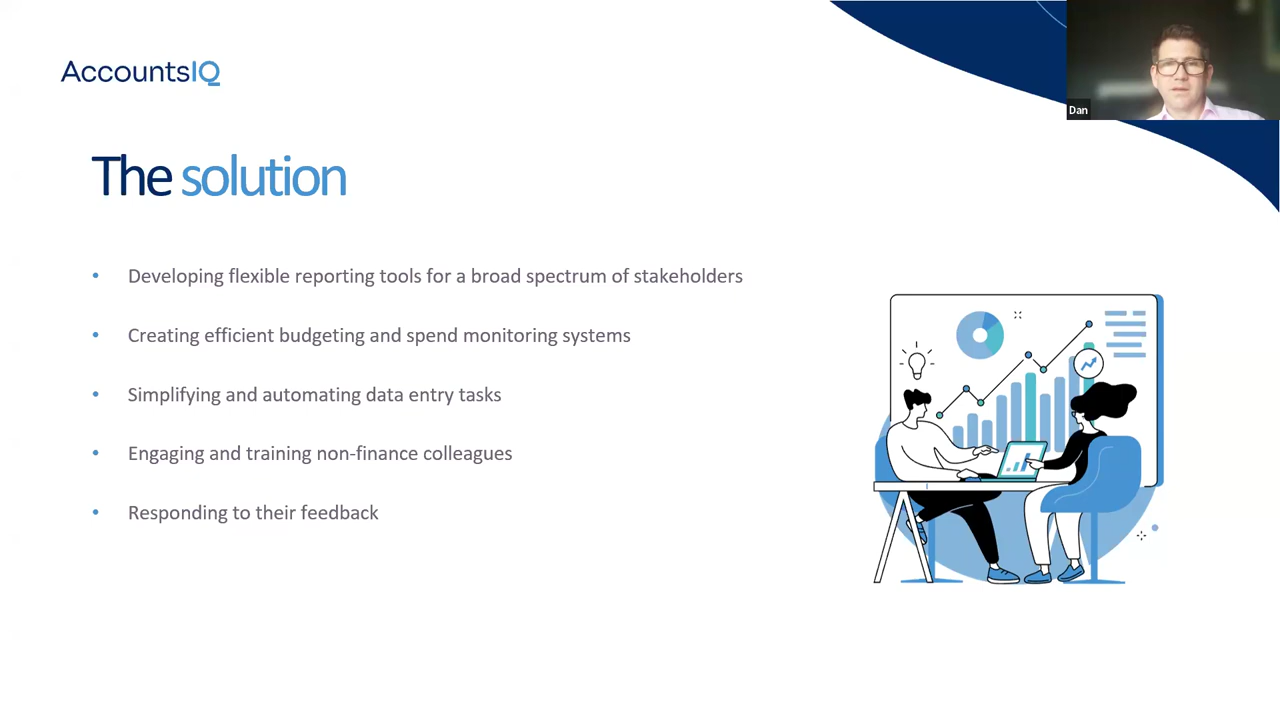 AccountsIQ
Dan
The solution
• Developing flexible reporting tools for a broad spectrum of stakeholders
• Creating efficient budgeting and spend monitoring systems
• Simplifying and automating data entry tasks
• Engaging and training non-finance colleagues
• Responding to their feedback